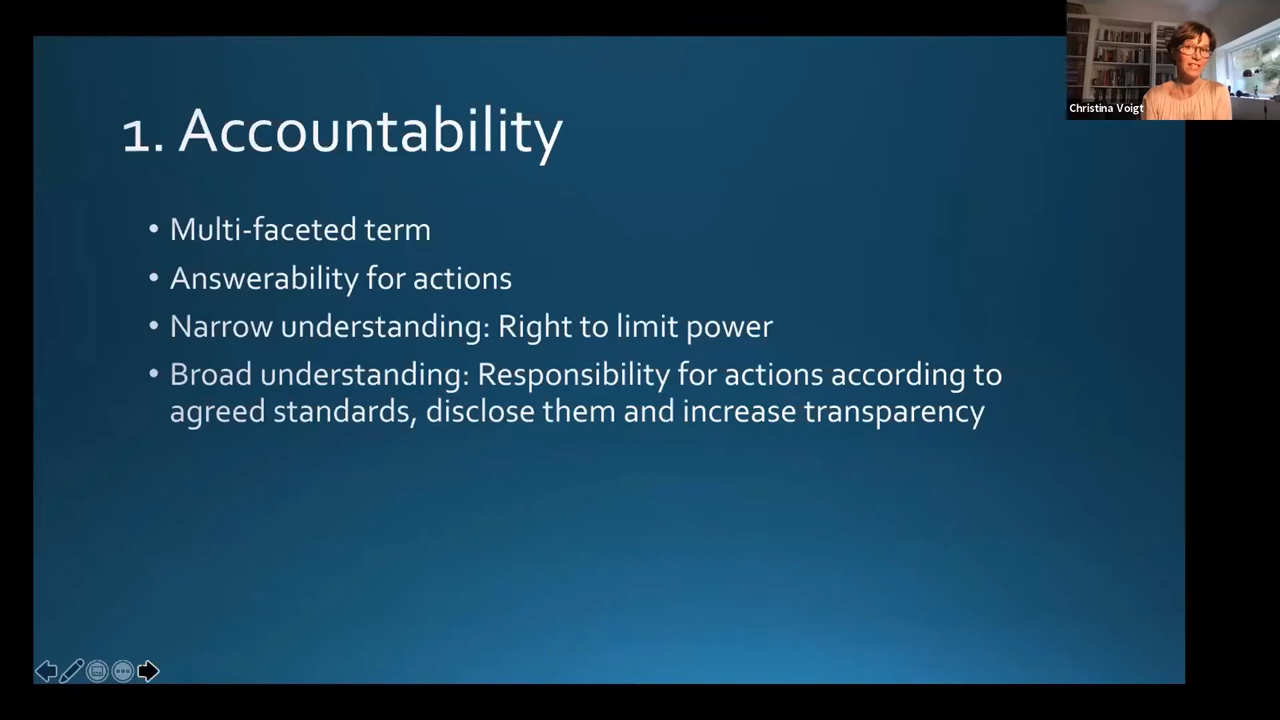 1. Accountability
• Multi-faceted term
• Answerability for actions
• Narrow understanding: Right to limit power
• Broad understanding: Responsibility for actions according to
agreed standards, disclose them and increase transparency
Christina Voigt